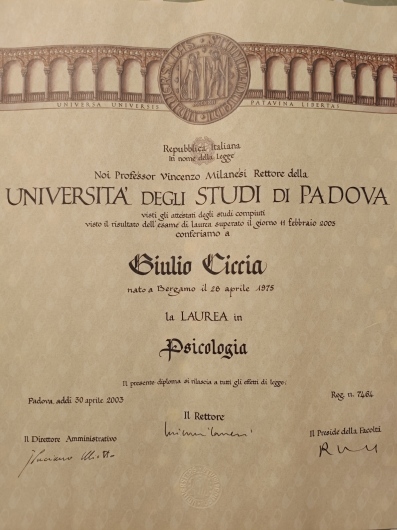 UNIVERSA UNIVERSIS PATAVINA LIBERTAS
Repubblica Italiana
In nome della Legge
Noi Professor Vincenzo Milanesi Rettore della
UNIVERSITA' DEGLI STUDI DI PADOVA
visti gli attestati degli studi compiuti
visto il risultato dell'esame di laurea superato il giorno 11 febbraio 2003
conferiamo a
Giulio Ciccia
nato a Bergamo il 28 aprile 1975
la LAUREA in
Psicologia
Il presente diploma si rilascia a tutti gli effetti di legge.
Padova, addì 30 aprile 2003
Reg. n. 7464
Il Direttore Amministrativo
Il Rettore
Il Preside della Facoltà